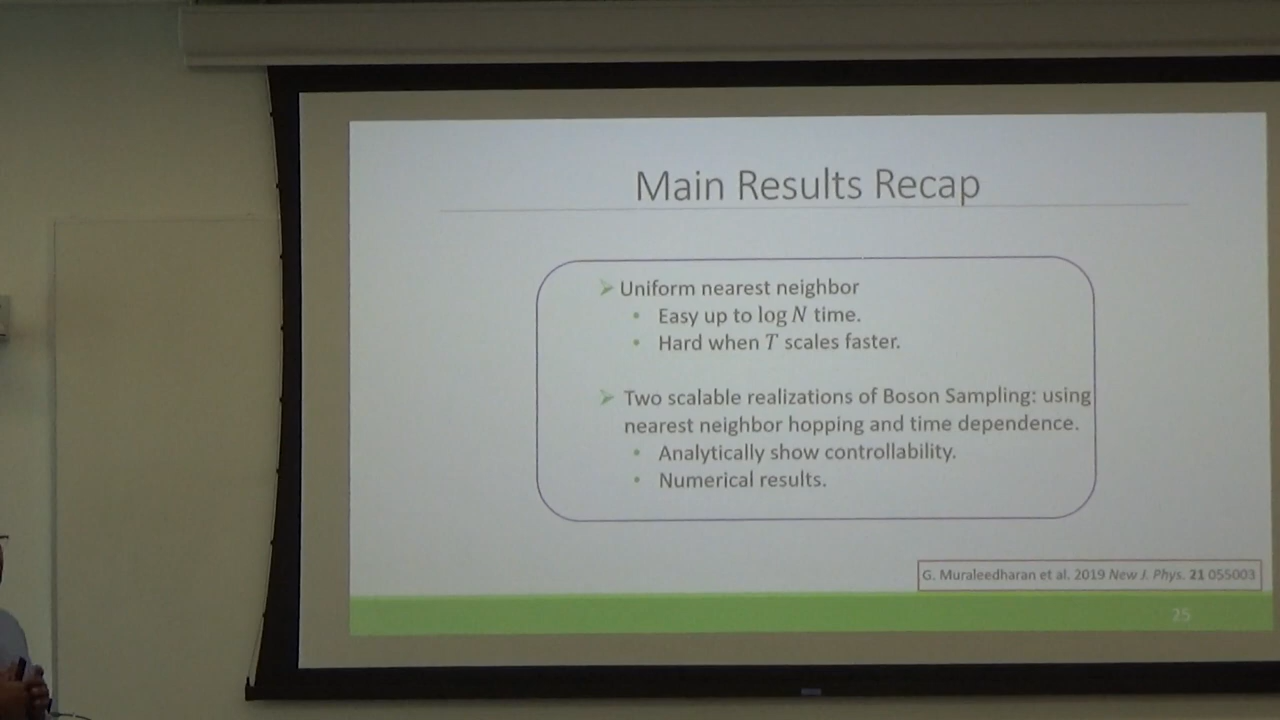 Main Results Recap
Uniform nearest neighbor
Easy up to log N time.
Hard when T scales faster.
Two scalable realizations of Boson Sampling: using
nearest neighbor hopping and time dependence.
Analytically show controllability.
Numerical results.
G. Muraleedharan et al. 2019 New J. Phys. 21 055003
25